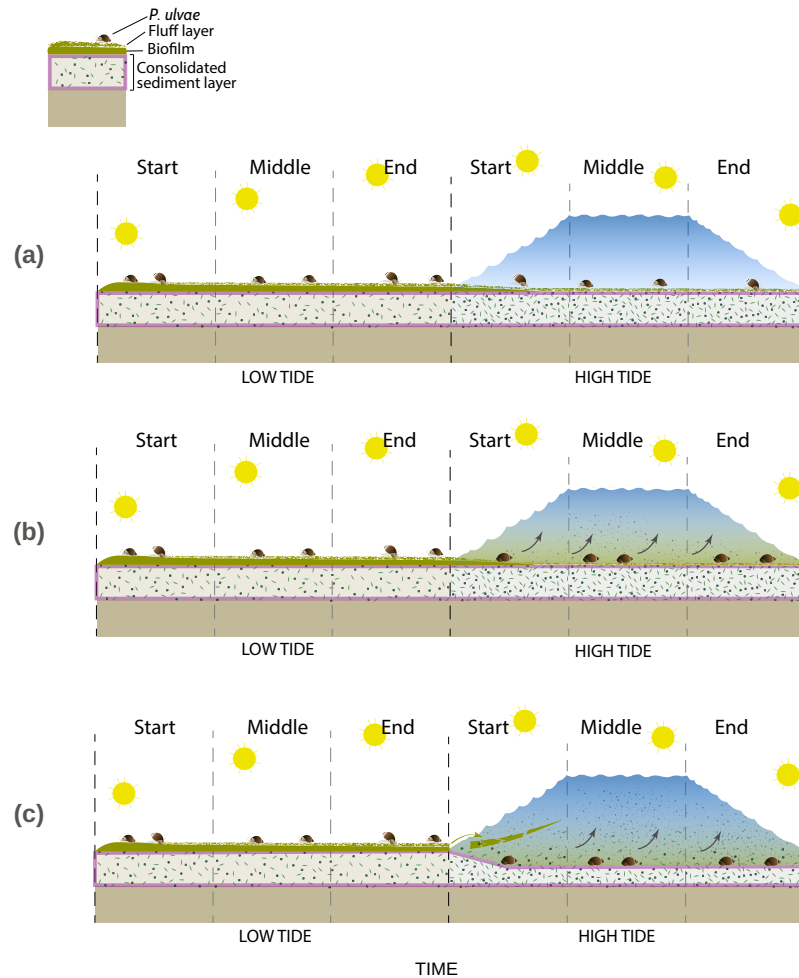 P. ulvae
Fluff layer
Biofilm
Consolidated
sediment layer
Start Middle End Start Middle End
(a)
LOW TIDE HIGH TIDE
Start Middle End Start Middle End
(b)
LOW TIDE HIGH TIDE
Start Middle End Start Middle End
(c)
LOW TIDE HIGH TIDE
TIME